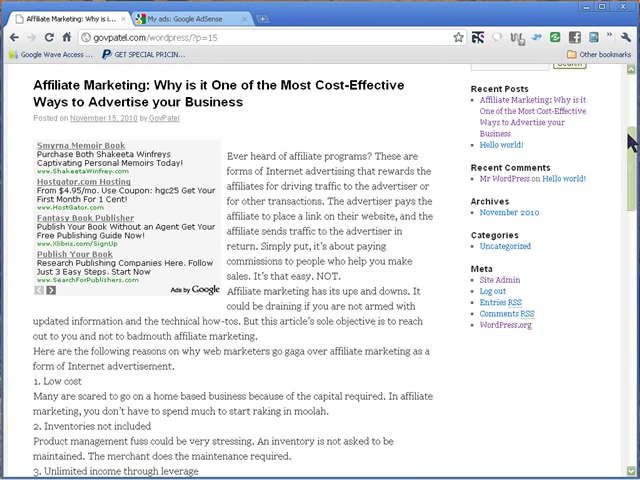 Affiliate Marketing: Why is i
My ads: Google AdSense
govpatel.com/wordpress/?p=15
Google Wave Access ...
GET SPECIAL PRICIN...
Other bookmarks
Search
Affiliate Marketing: Why is it One of the Most Cost-Effective
Ways to Advertise your Business
Posted on November 15, 2010 by GovPatel
Smyrna Memoir Book
Purchase Both Shakeeta Winfreys
Captivating Personal Memoirs Today!
www.ShakeetaWinfrey.com
Hostgator.com Hosting
From $4.95/mo. Use Coupon: hgc25 Get Your
First Month For 1 Cent!
www.HostGator.com
Fantasy Book Publisher
Publish Your Book Without an Agent Get Your
Free Publishing Guide Now!
www.Xlibris.com/SignUp
Publish Your Book
Research Publishing Companies Here. Follow
Just 3 Easy Steps. Start Now
www.SearchForPublishers.com
Ads by Google
Ever heard of affiliate programs? These are
forms of Internet advertising that rewards the
affiliates for driving traffic to the advertiser or
for other transactions. The advertiser pays the
affiliate to place a link on their website, and the
affiliate sends traffic to the advertiser in
return. Simply put, it's about paying
commissions to people who help you make
sales. It's that easy. NOT.
Affiliate marketing has its ups and downs. It
could be draining if you are not armed with
updated information and the technical how-tos. But this article's sole objective is to reach
out to you and not to badmouth affiliate marketing.
Here are the following reasons on why web marketers go gaga over affiliate marketing as a
form of Internet advertisement.
1. Low cost
Many are scared to go on a home based business because of the capital required. In affiliate
marketing, you don't have to spend much to start raking in moolah.
2. Inventories not included
Product management fuss could be very stressing. An inventory is not asked to be
maintained. The merchant does the maintenance required.
3. Unlimited income through leverage
Recent Posts
Affiliate Marketing: Why is it
One of the Most Cost-Effective
Ways to Advertise your
Business
Hello world!
Recent Comments
Mr WordPress on Hello world!
Archives
November 2010
Categories
Uncategorized
Meta
Site Admin
Log out
Entries RSS
Comments RSS
WordPress.org